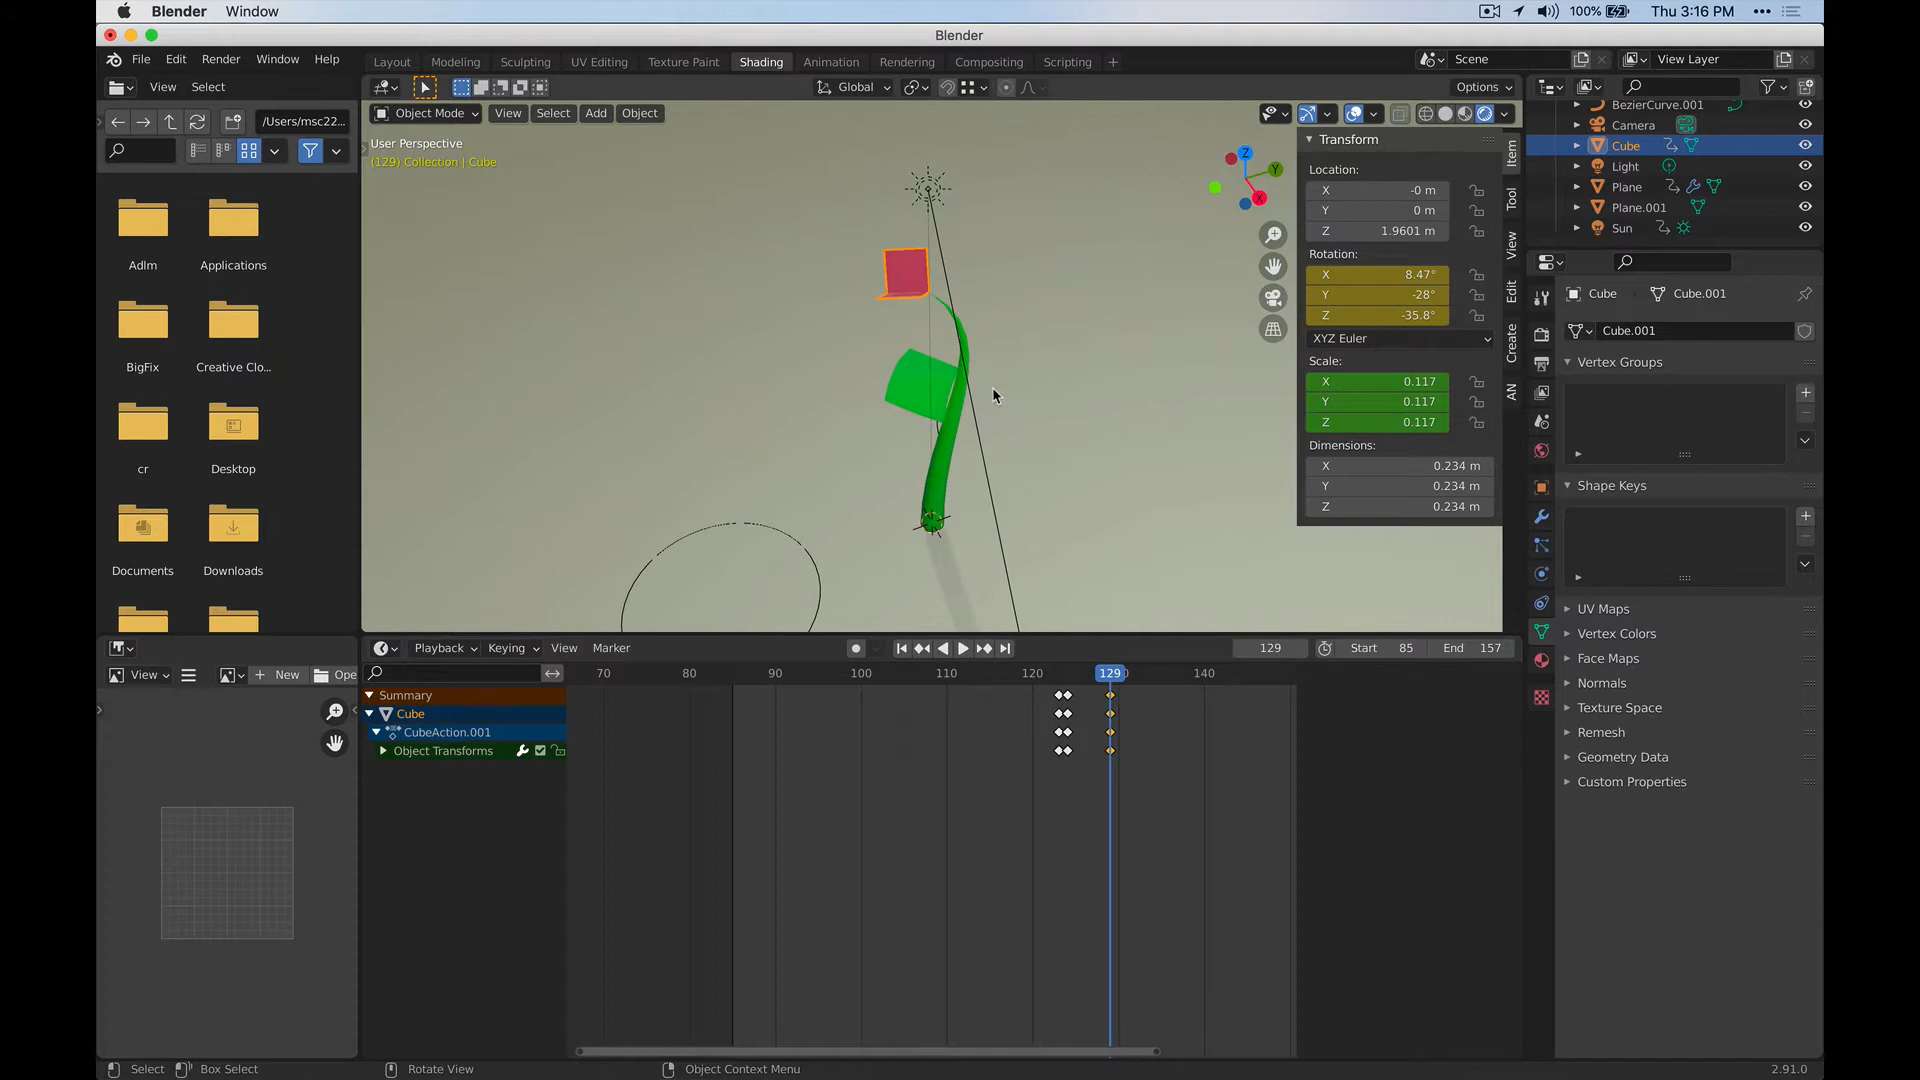 Blender Window
100% Thu 3:16 PM
Blender
File Edit Render Window Help
Layout Modeling Sculpting UV Editing Texture Paint Shading Animation Rendering Compositing Scripting
Scene View Layer
View Select
Global
Options
/Users/msc22...
Object Mode View Select Add Object
User Perspective
(129) Collection | Cube
Z
Y
X
Transform
Location:
X -0 m
Y 0 m
Z 1.9601 m
Rotation:
X 8.47°
Y -28°
Z -35.8°
XYZ Euler
Scale:
X 0.117
Y 0.117
Z 0.117
Dimensions:
X 0.234 m
Y 0.234 m
Z 0.234 m
Item
Tool
View
Edit
Create
AN
BezierCurve.001
Camera
Cube
Light
Plane
Plane.001
Sun
Cube Cube.001
Cube.001
Vertex Groups
Shape Keys
UV Maps
Vertex Colors
Face Maps
Normals
Texture Space
Remesh
Geometry Data
Custom Properties
Adlm Applications
BigFix Creative Clo...
cr Desktop
Documents Downloads
View New Ope
Playback Keying View Marker
129 Start 85 End 157
70 80 90 100 110 120 129 140
Summary
Cube
CubeAction.001
Object Transforms
Select Box Select Rotate View Object Context Menu 2.91.0